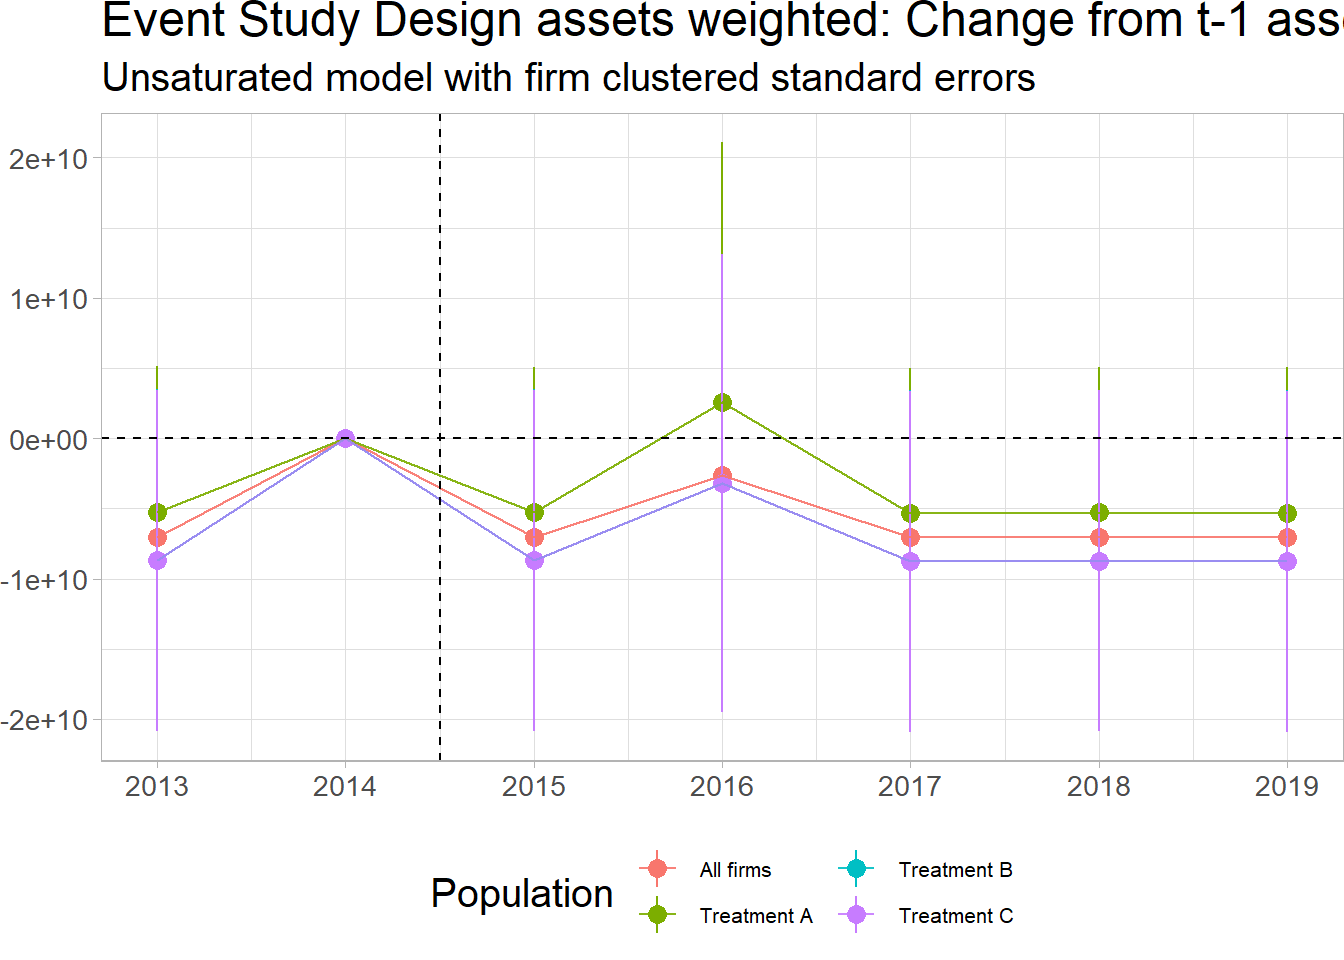 Event Study Design assets weighted: Change from t-1
Unsaturated model with firm clustered standard errors
2e+10
1e+10
0e+00
-1e+10
-2e+10
2013 2014 2015 2016 2017 2018 2019
Population
All firms
Treatment A
Treatment B
Treatment C